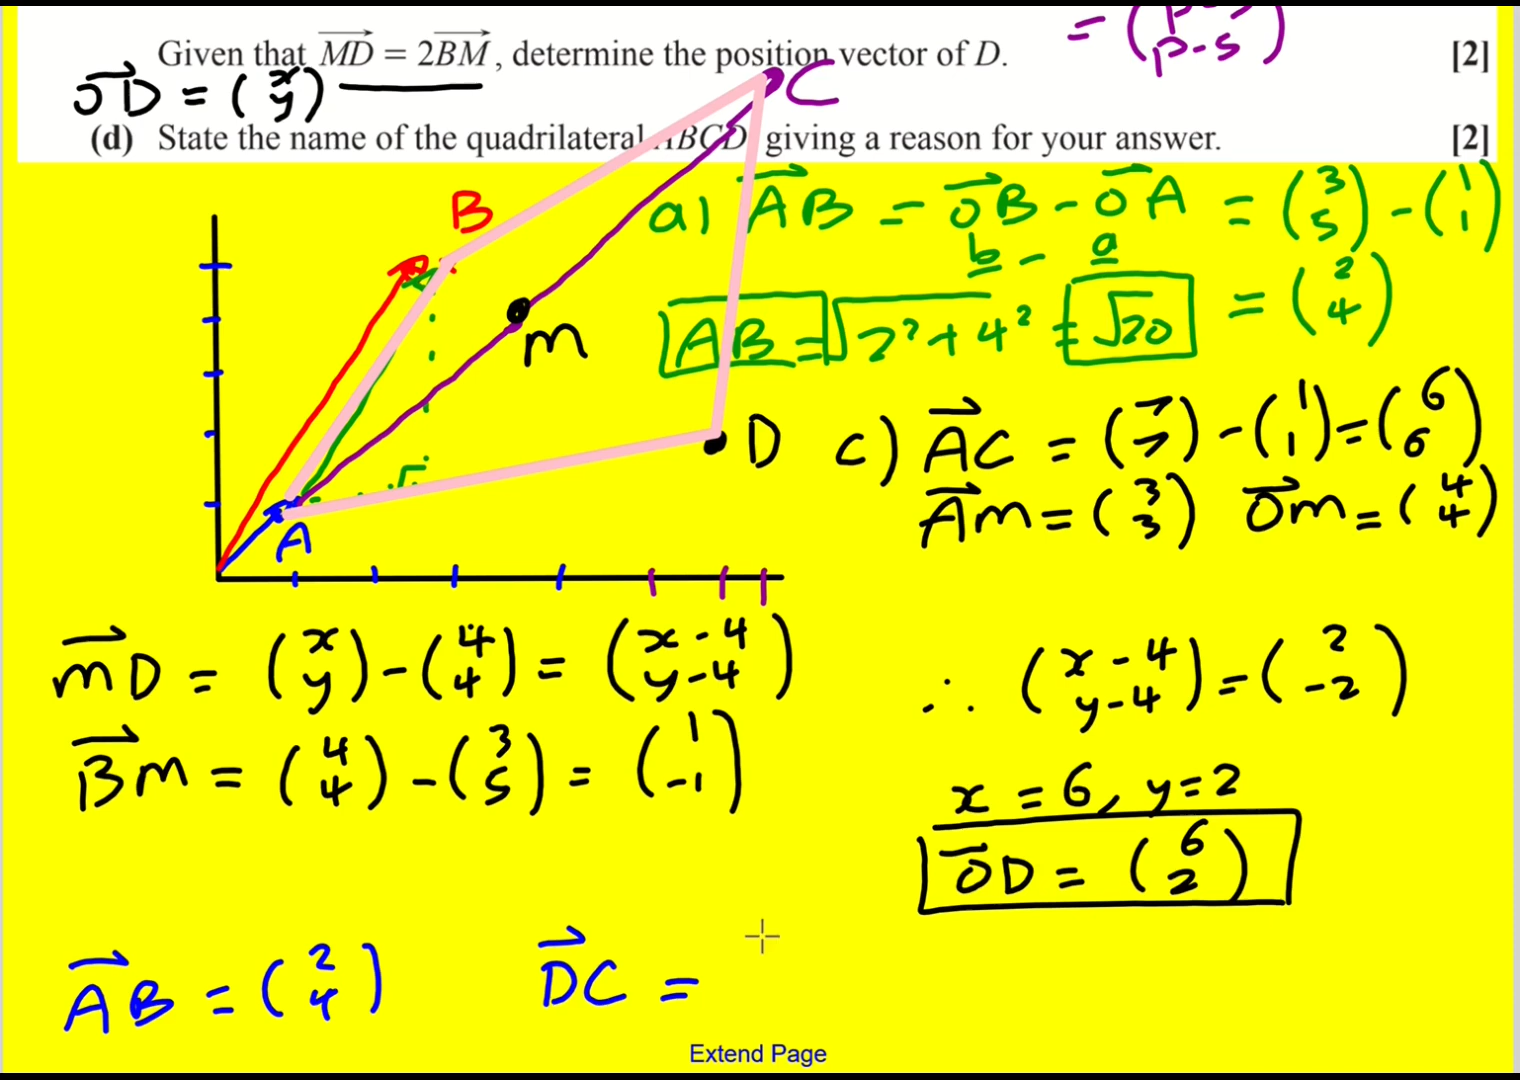 = (p-s)
Given that MD = 2BM, determine the position vector of D. [2]
OD = (x y)
(d) State the name of the quadrilateral ABCD, giving a reason for your answer. [2]
C
B
a) AB = OB - OA = (3 5) - (1 1)
b - a
= (2 4)
AB = √2² + 4² = √20
m
D
A
c) AC = (7 7) - (1 1) = (6 6)
Am = (3 3) Om = (4 4)
mD = (x y) - (4 4) = (x-4 y-4)
∴ (x-4 y-4) = (2 -2)
Bm = (4 4) - (3 5) = (1 -1)
x = 6, y = 2
OD = (6 2)
AB = (2 4) DC =
Extend Page